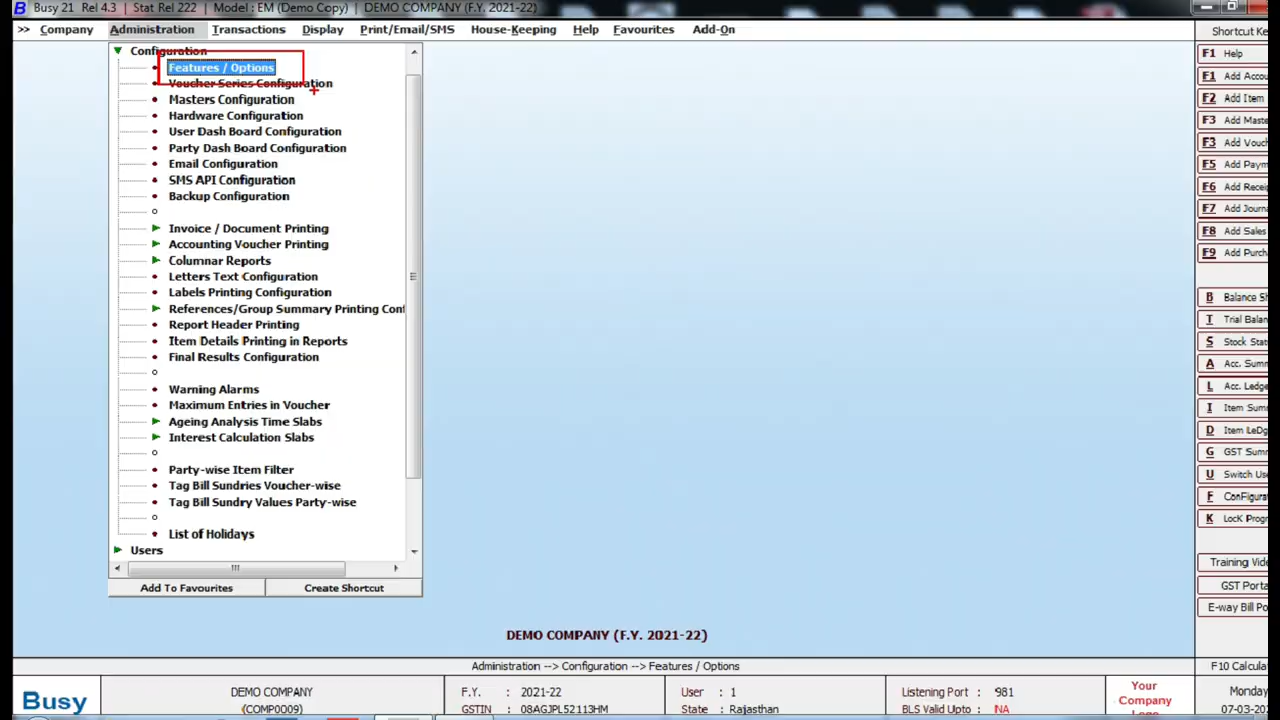 Busy 21 Rel 4.3 | Stat Rel 222 | Model : EM (Demo Copy) | DEMO COMPANY (F.Y. 2021-22)
>> Company Administration Transactions Display Print/Email/SMS House-Keeping Help Favourites Add-On
Shortcut Ke
Configuration
Features / Options
Voucher Series Configuration
Masters Configuration
Hardware Configuration
User Dash Board Configuration
Party Dash Board Configuration
Email Configuration
SMS API Configuration
Backup Configuration
Invoice / Document Printing
Accounting Voucher Printing
Columnar Reports
Letters Text Configuration
Labels Printing Configuration
References/Group Summary Printing Conf
Report Header Printing
Item Details Printing in Reports
Final Results Configuration
Warning Alarms
Maximum Entries in Voucher
Ageing Analysis Time Slabs
Interest Calculation Slabs
Party-wise Item Filter
Tag Bill Sundries Voucher-wise
Tag Bill Sundry Values Party-wise
List of Holidays
Users
Add To Favourites Create Shortcut
F1 Help
F1 Add Accou
F2 Add Item
F3 Add Maste
F3 Add Vouch
F5 Add Paym
F6 Add Receip
F7 Add Journa
F8 Add Sales
F9 Add Purch
B Balance Sh
T Trial Balan
S Stock Stat
A Acc. Summ
L Acc. Ledge
I Item Summ
D Item LeDg
G GST Summ
U Switch Use
F ConFigurat
K LocK Progr
Training Vide
GST Porta
E-way Bill Po
DEMO COMPANY (F.Y. 2021-22)
Administration --> Configuration --> Features / Options
F10 Calcula
Busy
DEMO COMPANY
(COMP0009)
F.Y. : 2021-22
GSTIN : 08AGJPL52113HM
User : 1
State : Rajasthan
Listening Port : 981
BLS Valid Upto : NA
Your
Company
Logo
Monday
07-03-20